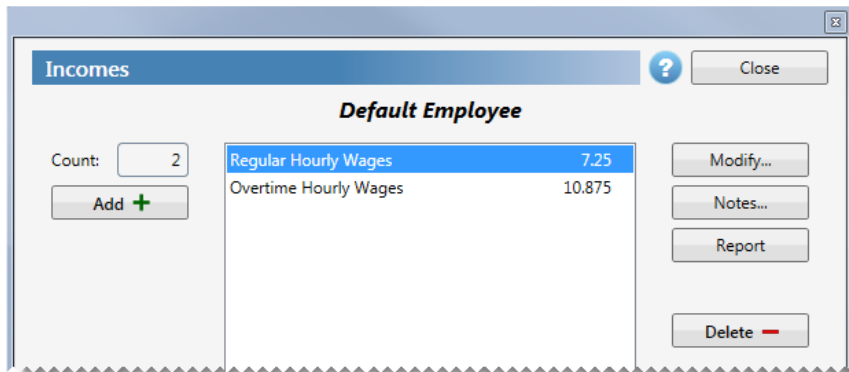 Incomes
?
Close
Default Employee
Count: 2
Add +
Regular Hourly Wages 7.25
Overtime Hourly Wages 10.875
Modify...
Notes...
Report
Delete